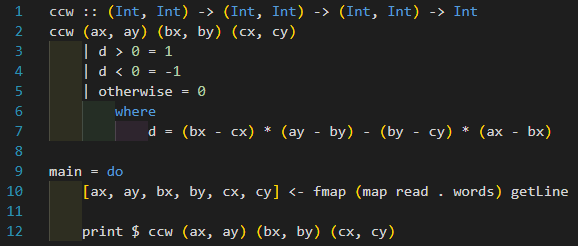 1 ccw :: (Int, Int) -> (Int, Int) -> (Int, Int) -> Int
2 ccw (ax, ay) (bx, by) (cx, cy)
3     | d > 0 = 1
4     | d < 0 = -1
5     | otherwise = 0
6         where
7             d = (bx - cx) * (ay - by) - (by - cy) * (ax - bx)
8
9 main = do
10     [ax, ay, bx, by, cx, cy] <- fmap (map read . words) getLine
11
12     print $ ccw (ax, ay) (bx, by) (cx, cy)